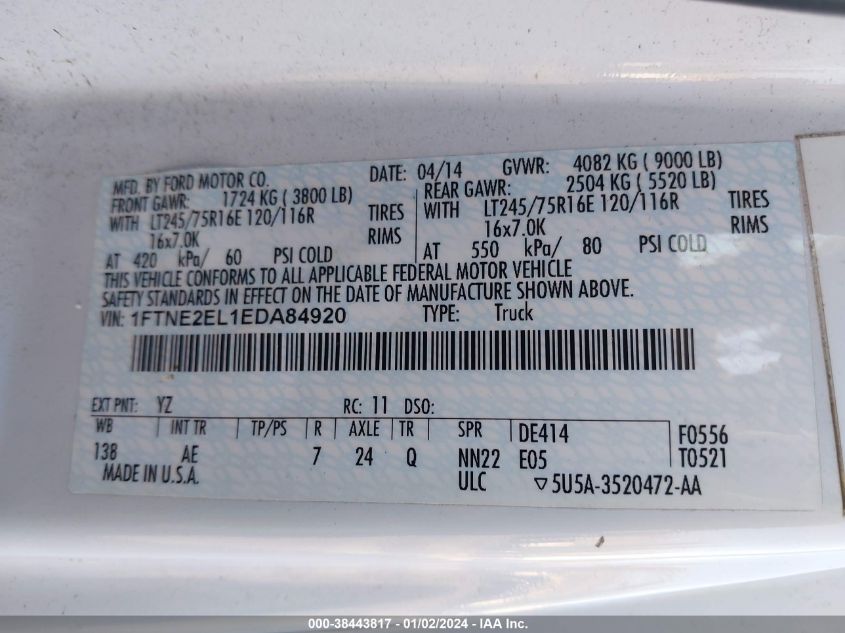 MFD. BY FORD MOTOR CO. DATE: 04/14 GVWR: 4082 KG ( 9000 LB)
FRONT GAWR: 1724 KG ( 3800 LB) REAR GAWR: 2504 KG ( 5520 LB)
WITH LT245/75R16E 120/116R TIRES WITH LT245/75R16E 120/116R TIRES
16x7.0K RIMS 16x7.0K RIMS
AT 420 kPa/ 60 PSI COLD AT 550 kPa/ 80 PSI COLD
THIS VEHICLE CONFORMS TO ALL APPLICABLE FEDERAL MOTOR VEHICLE
SAFETY STANDARDS IN EFFECT ON THE DATE OF MANUFACTURE SHOWN ABOVE.
VIN: 1FTNE2EL1EDA84920 TYPE: Truck
EXT PNT: YZ RC: 11 DSO:
WB INT TR TP/PS R AXLE TR SPR DE414 F0556
138 AE 7 24 Q NN22 E05 T0521
MADE IN U.S.A. ULC ▽5U5A-3520472-AA
000-38443817 - 01/02/2024 - IAA Inc.